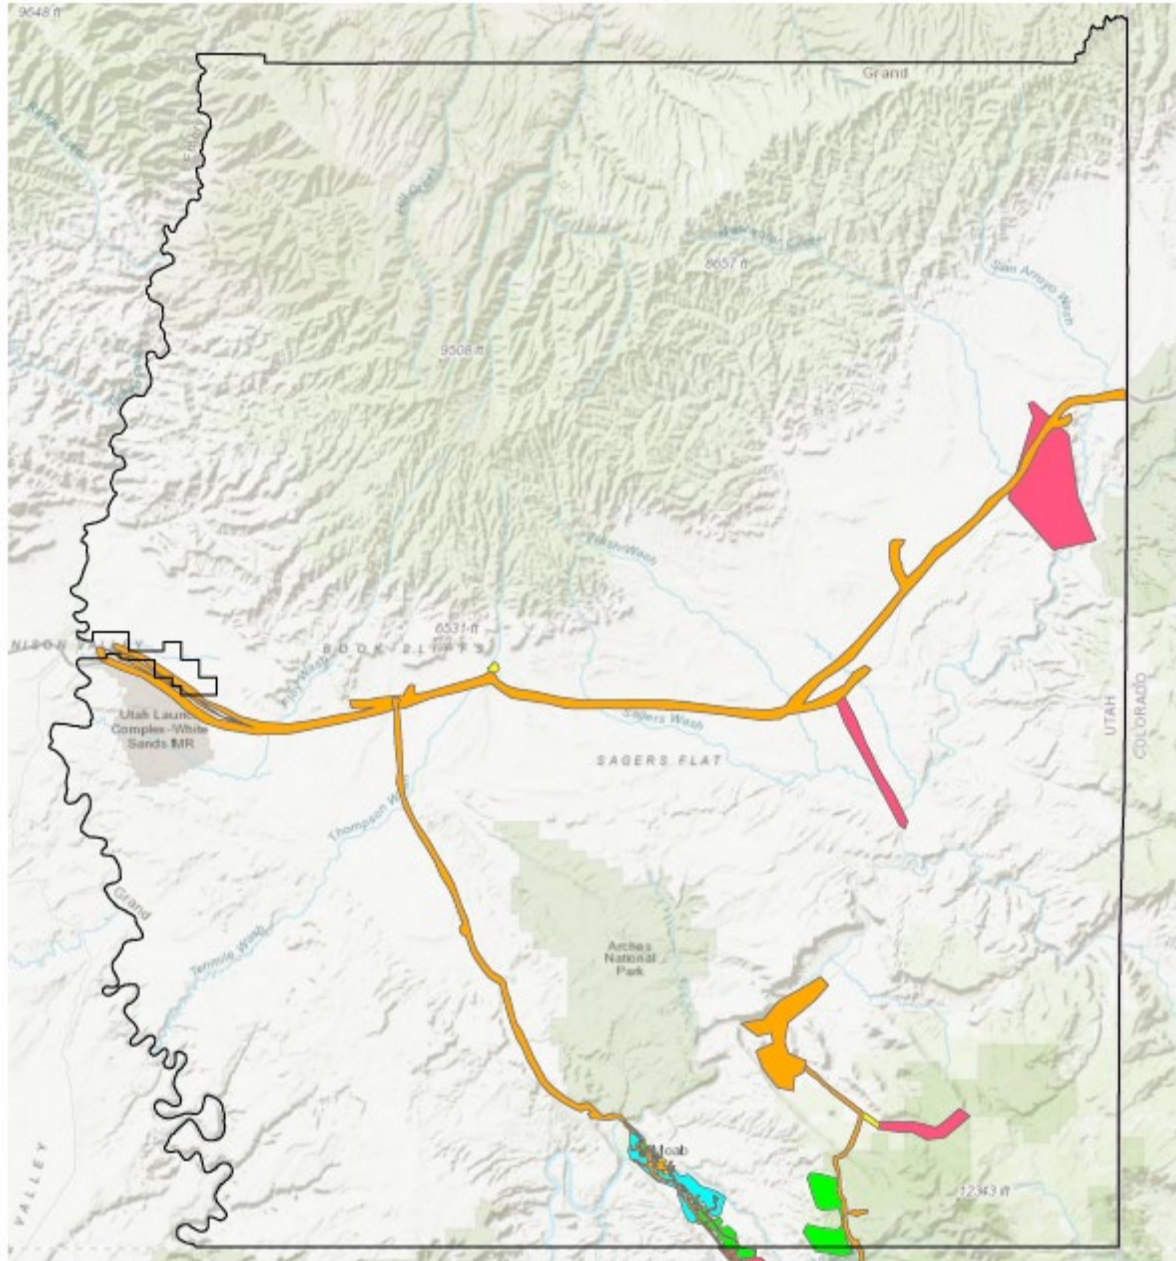 9648 ft
Grand
8657 ft
San Arroyo Wash
9508 ft
6531 ft
BOOK CLIFFS
Sagers Wash
Utah Launch
Complex-White
Sands MR
SAGERS FLAT
UTAH
COLORADO
Thompson Wash
Grand
Tenmile Wash
Arches
National
Park
Moab
12343 ft
VALLEY